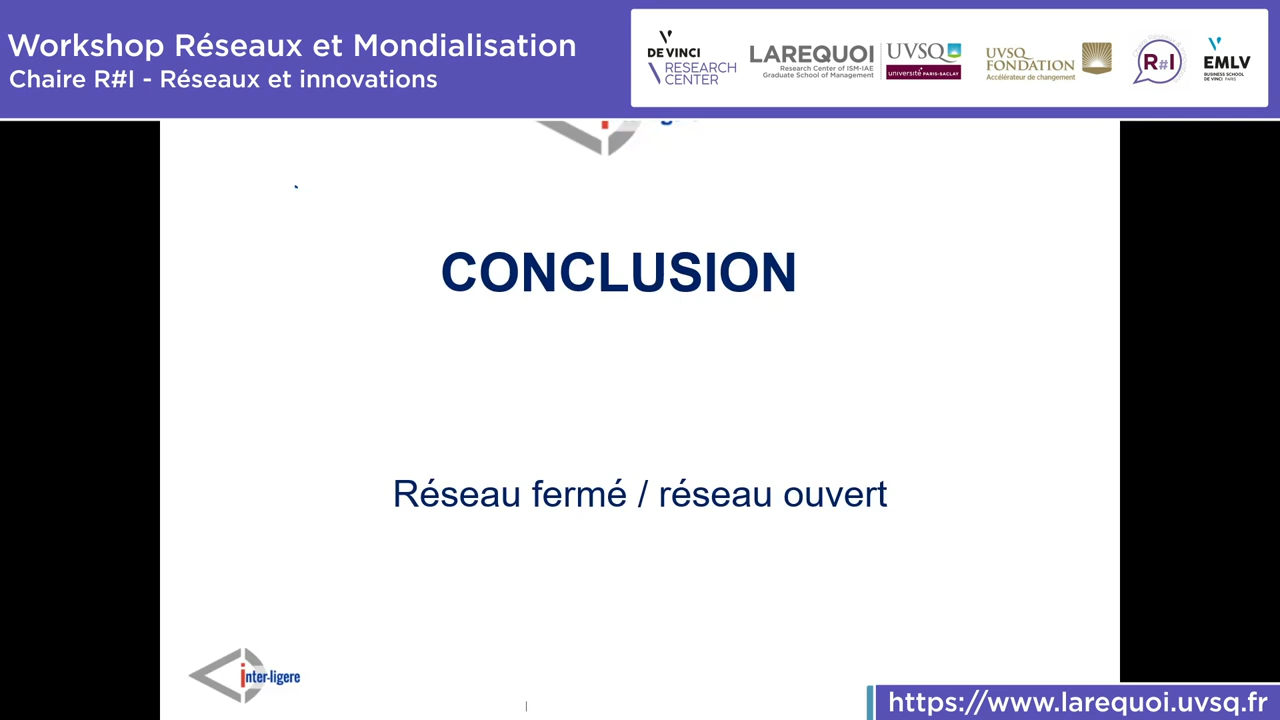 Workshop Réseaux et Mondialisation
Chaire R#I - Réseaux et innovations
DE VINCI
RESEARCH
CENTER
LAREQUOI
Research Center of ISM-IAE
Graduate School of Management
UVSQ
université PARIS-SACLAY
UVSQ
FONDATION
Accélérateur de changement
R#I
EMLV
BUSINESS SCHOOL
DE VINCI PARIS
CONCLUSION
Réseau fermé / réseau ouvert
inter-ligere
https://www.larequoi.uvsq.fr